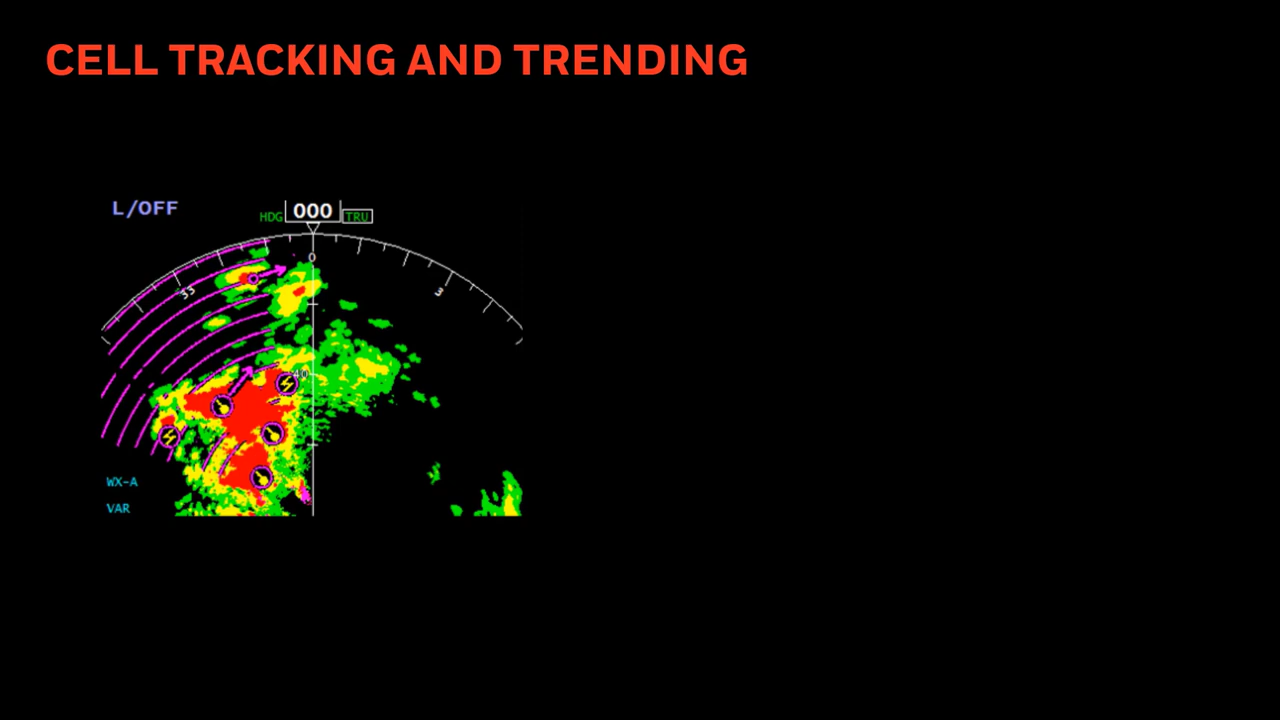 CELL TRACKING AND TRENDING
L/OFF
HDG 000 TRU
0
33
3
40
WX-A
VAR